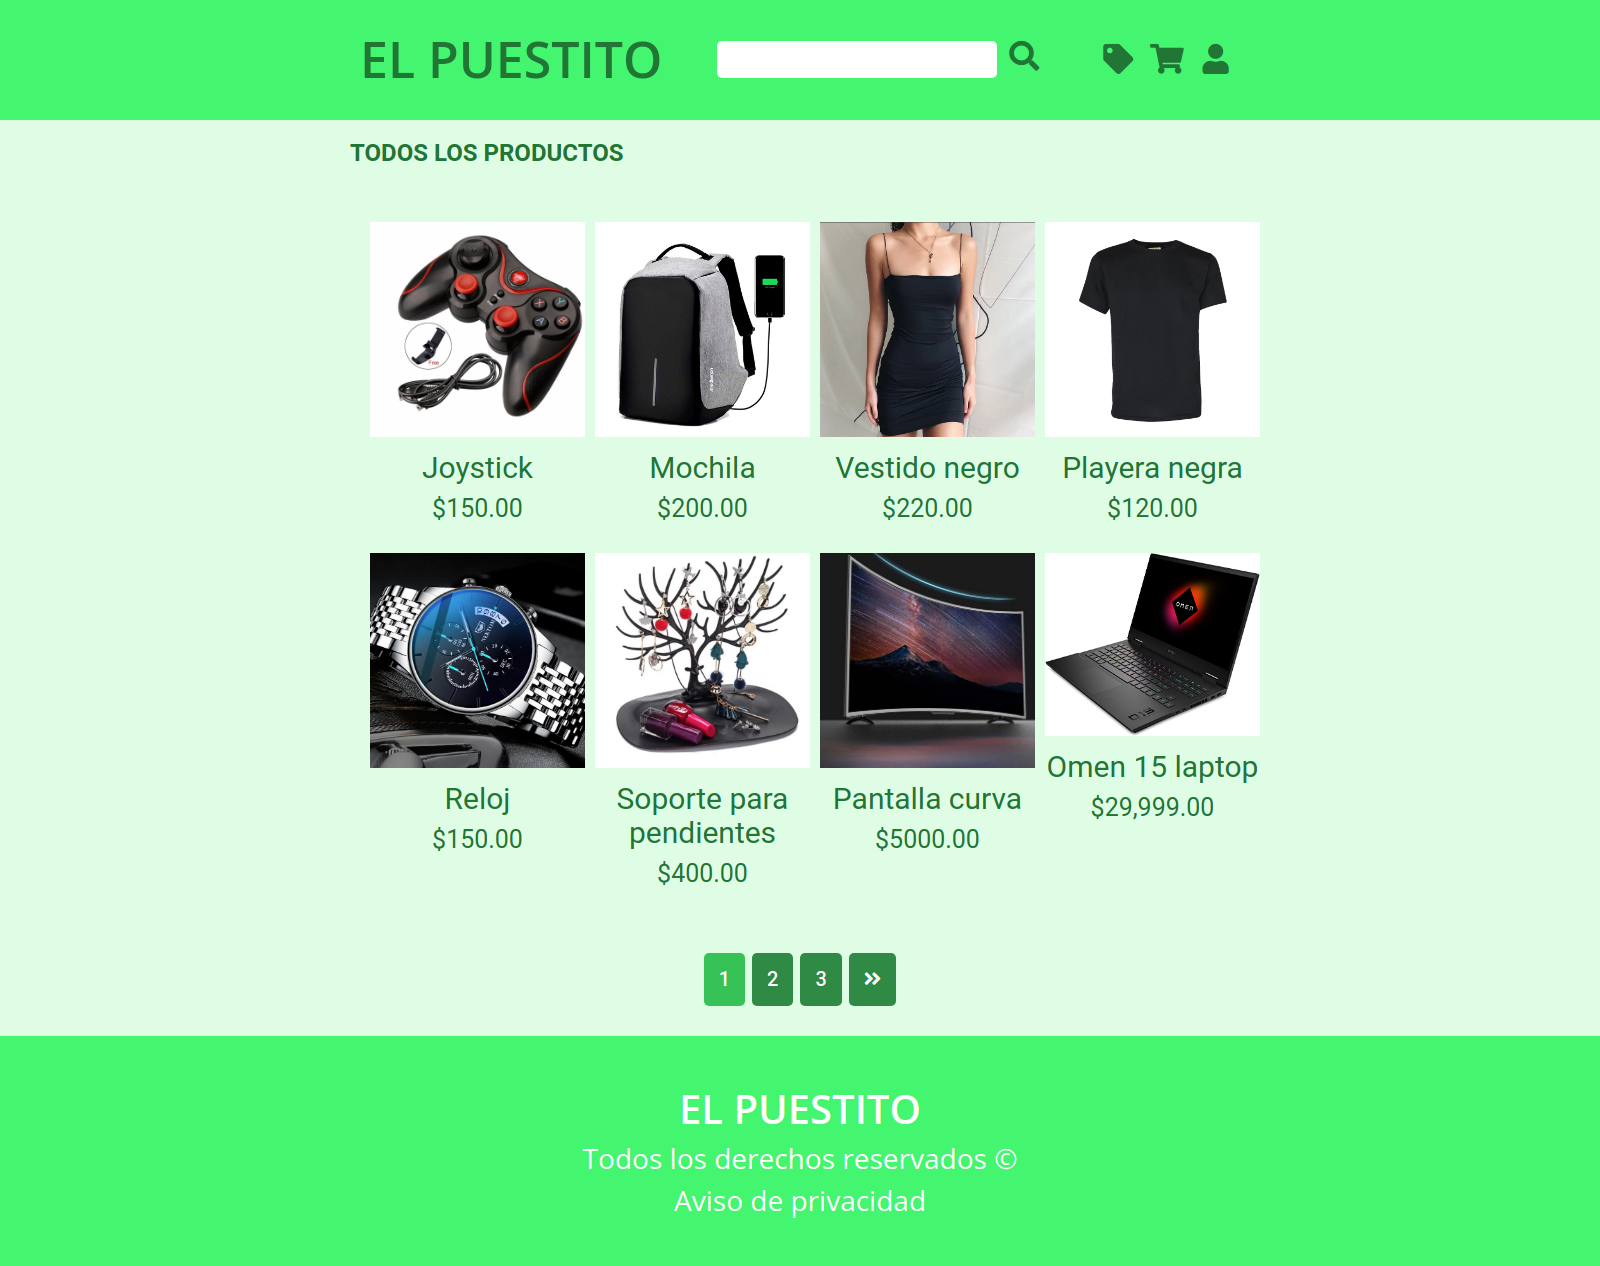 EL PUESTITO
TODOS LOS PRODUCTOS
Joystick
$150.00
Mochila
$200.00
Vestido negro
$220.00
Playera negra
$120.00
OMEN
Reloj
$150.00
Soporte para
pendientes
$400.00
Pantalla curva
$5000.00
Omen 15 laptop
$29,999.00
1 2 3 »
EL PUESTITO
Todos los derechos reservados ©
Aviso de privacidad